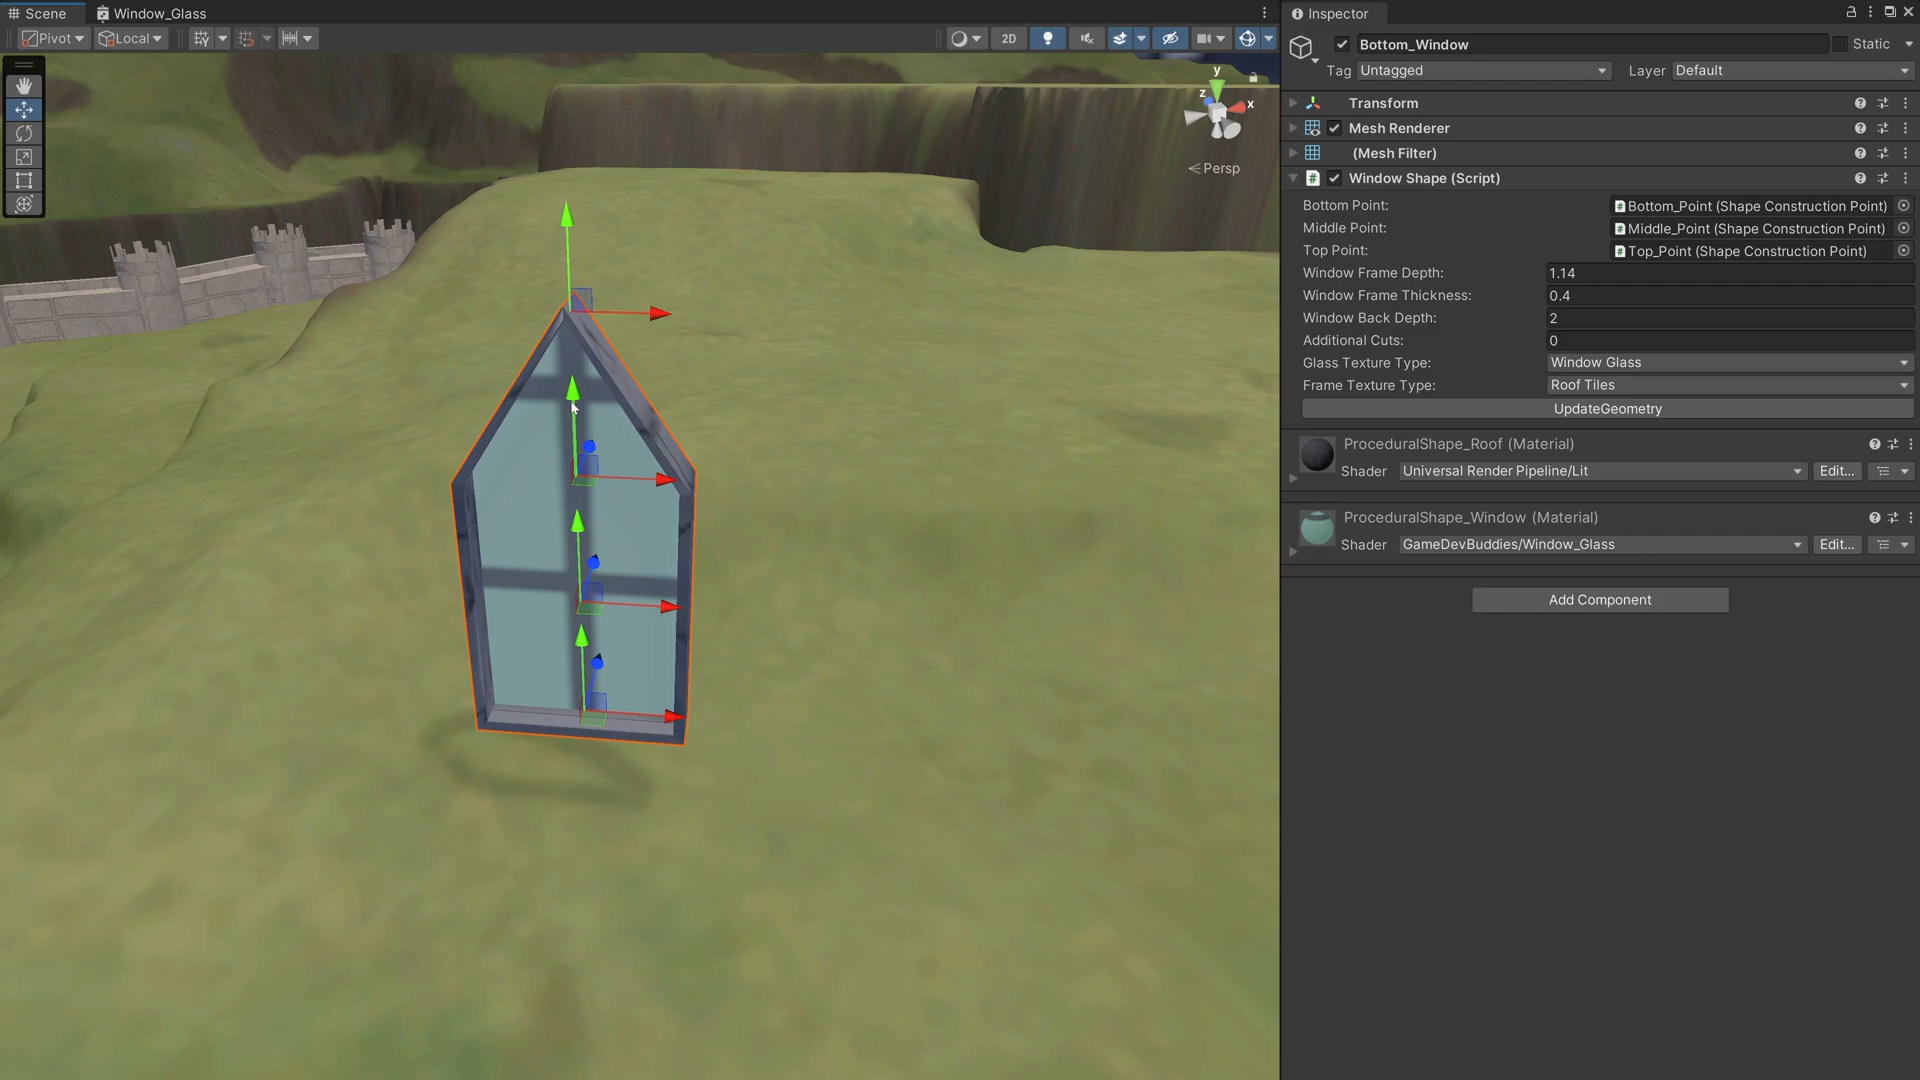 Scene
Window_Glass
Pivot
Local
2D
y
z
x
Persp
Inspector
Bottom_Window
Static
Tag Untagged
Layer Default
Transform
Mesh Renderer
(Mesh Filter)
# Window Shape (Script)
Bottom Point: Bottom_Point (Shape Construction Point)
Middle Point: Middle_Point (Shape Construction Point)
Top Point: Top_Point (Shape Construction Point)
Window Frame Depth: 1.14
Window Frame Thickness: 0.4
Window Back Depth: 2
Additional Cuts: 0
Glass Texture Type: Window Glass
Frame Texture Type: Roof Tiles
UpdateGeometry
ProceduralShape_Roof (Material)
Shader Universal Render Pipeline/Lit Edit...
ProceduralShape_Window (Material)
Shader GameDevBuddies/Window_Glass Edit...
Add Component